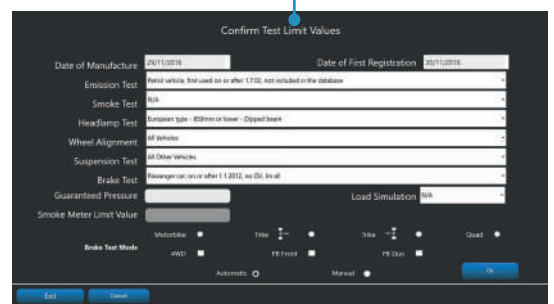 Confirm Test Limit Values
Date of Manufacture 29/11/2016 Date of First Registration 30/11/2016
Emission Test Petrol vehicle, first used on or after 1.7.02, not included in the database
Smoke Test N/A
Headlamp Test European type - 850mm or lower - Dipped beam
Wheel Alignment All Vehicles
Suspension Test All Other Vehicles
Brake Test Passenger car, on or after 1.1.2012, no DV, lm all
Guaranteed Pressure Load Simulation N/A
Smoke Meter Limit Value
Motorbike Trike Trike Quad
Brake Test Mode
4WD PB Front PB Duo
Automatic Manual
Ok
Exit Cancel